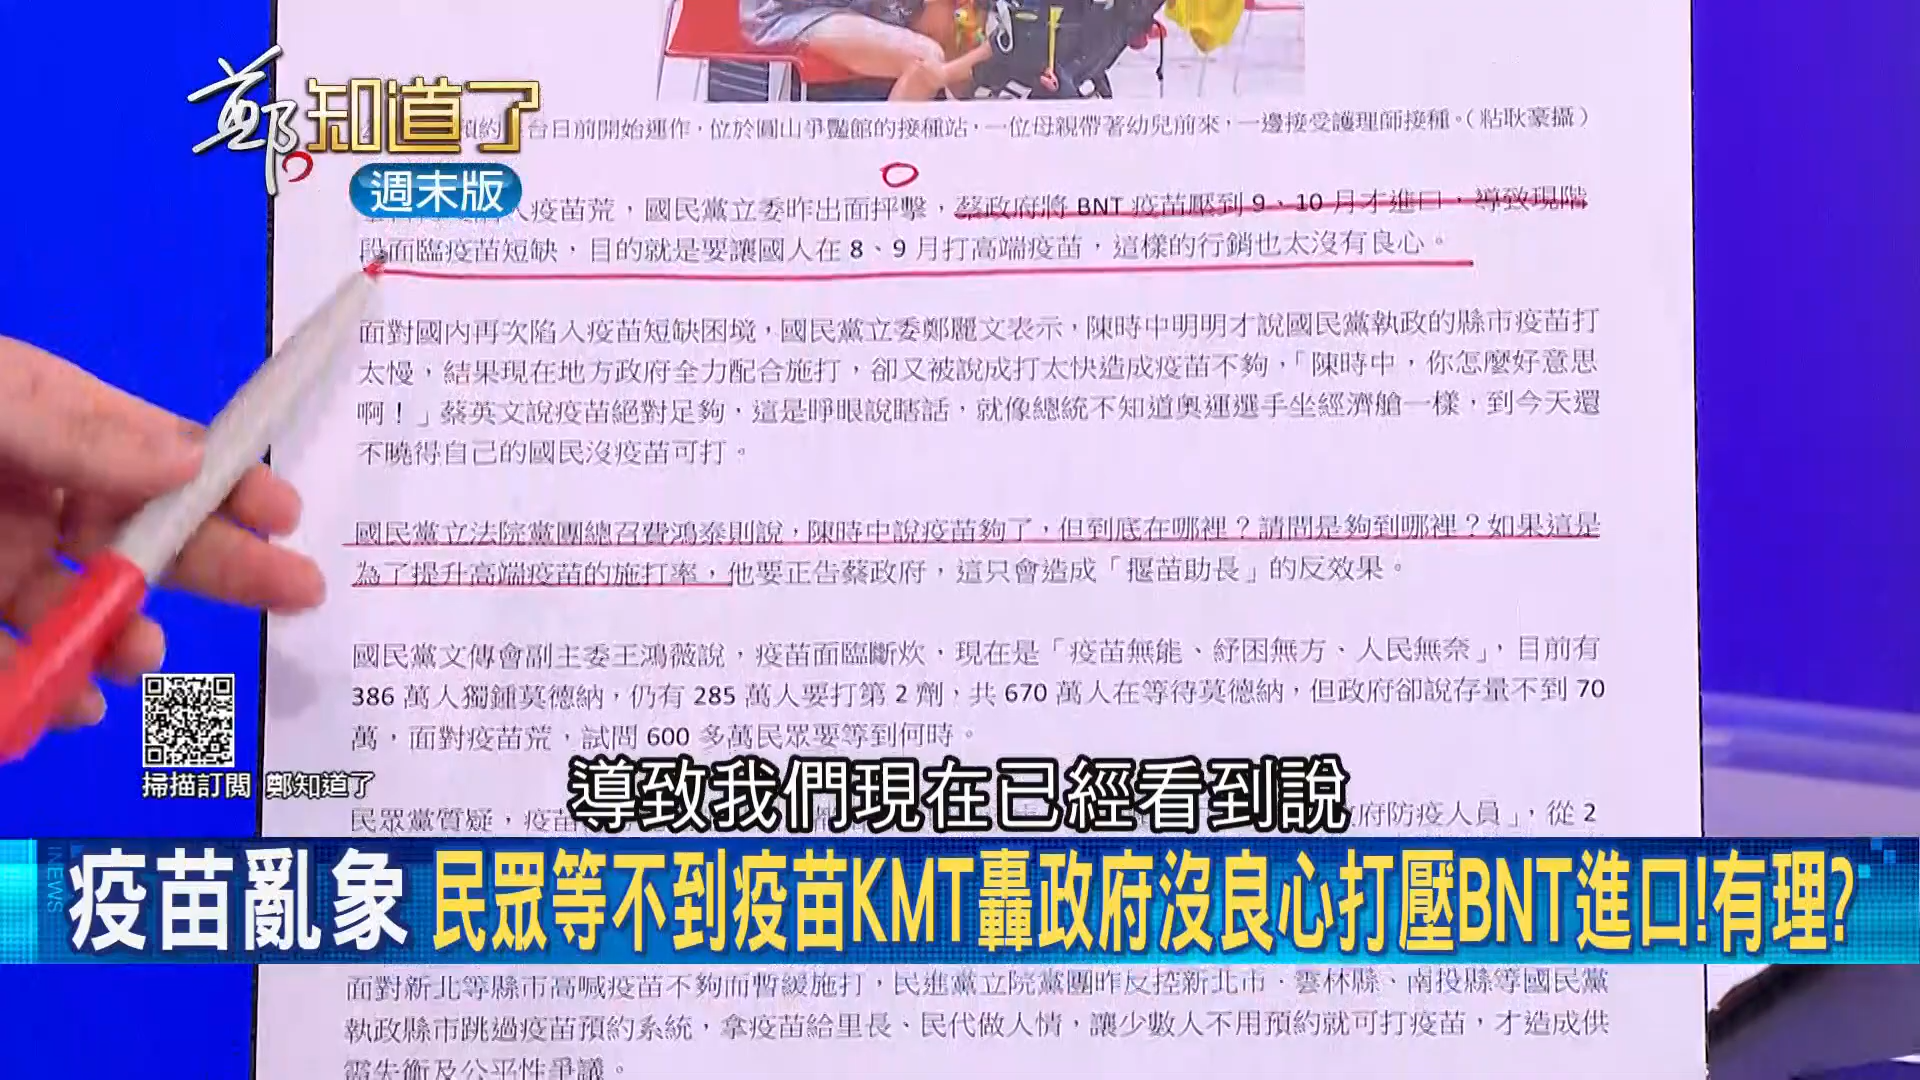 鄭知道了
週末版
預約 台日前開始運作，位於圓山爭豔館的接種站，一位母親帶著幼兒前來，一邊接受護理師接種。（粘耿豪攝）
入疫苗荒，國民黨立委昨出面抨擊，蔡政府將 BNT 疫苗壓到 9、10 月才進口，導致現階
段面臨疫苗短缺，目的就是要讓國人在 8、9 月打高端疫苗，這樣的行銷也太沒有良心。
面對國內再次陷入疫苗短缺困境，國民黨立委鄭麗文表示，陳時中明明才說國民黨執政的縣市疫苗打
太慢，結果現在地方政府全力配合施打，卻又被說成打太快造成疫苗不夠，「陳時中，你怎麼好意思
啊！」蔡英文說疫苗絕對足夠，這是睜眼說瞎話，就像總統不知道奧運選手坐經濟艙一樣，到今天還
不曉得自己的國民沒疫苗可打。
國民黨立法院黨團總召費鴻泰則說，陳時中說疫苗夠了，但到底在哪裡？請問是夠到哪裡？如果這是
為了提升高端疫苗的施打率，他要正告蔡政府，這只會造成「揠苗助長」的反效果。
國民黨文傳會副主委王鴻薇說，疫苗面臨斷炊，現在是「疫苗無能、紓困無方、人民無奈」，目前有
386 萬人獨鍾莫德納，仍有 285 萬人要打第 2 劑，共 670 萬人在等待莫德納，但政府卻說存量不到 70
萬，面對疫苗荒，試問 600 多萬民眾要等到何時。
掃描訂閱 鄭知道了
導致我們現在已經看到說
民眾黨質疑，疫苗 政府防疫人員」，從 2
INEWS
疫苗亂象 民眾等不到疫苗KMT轟政府沒良心打壓BNT進口!有理?
面對新北等縣市高喊疫苗不夠而暫緩施打，民進黨立院黨團昨反控新北市、雲林縣、南投縣等國民黨
執政縣市跳過疫苗預約系統，拿疫苗給里長、民代做人情，讓少數人不用預約就可打疫苗，才造成供
需失衡及公平性爭議。